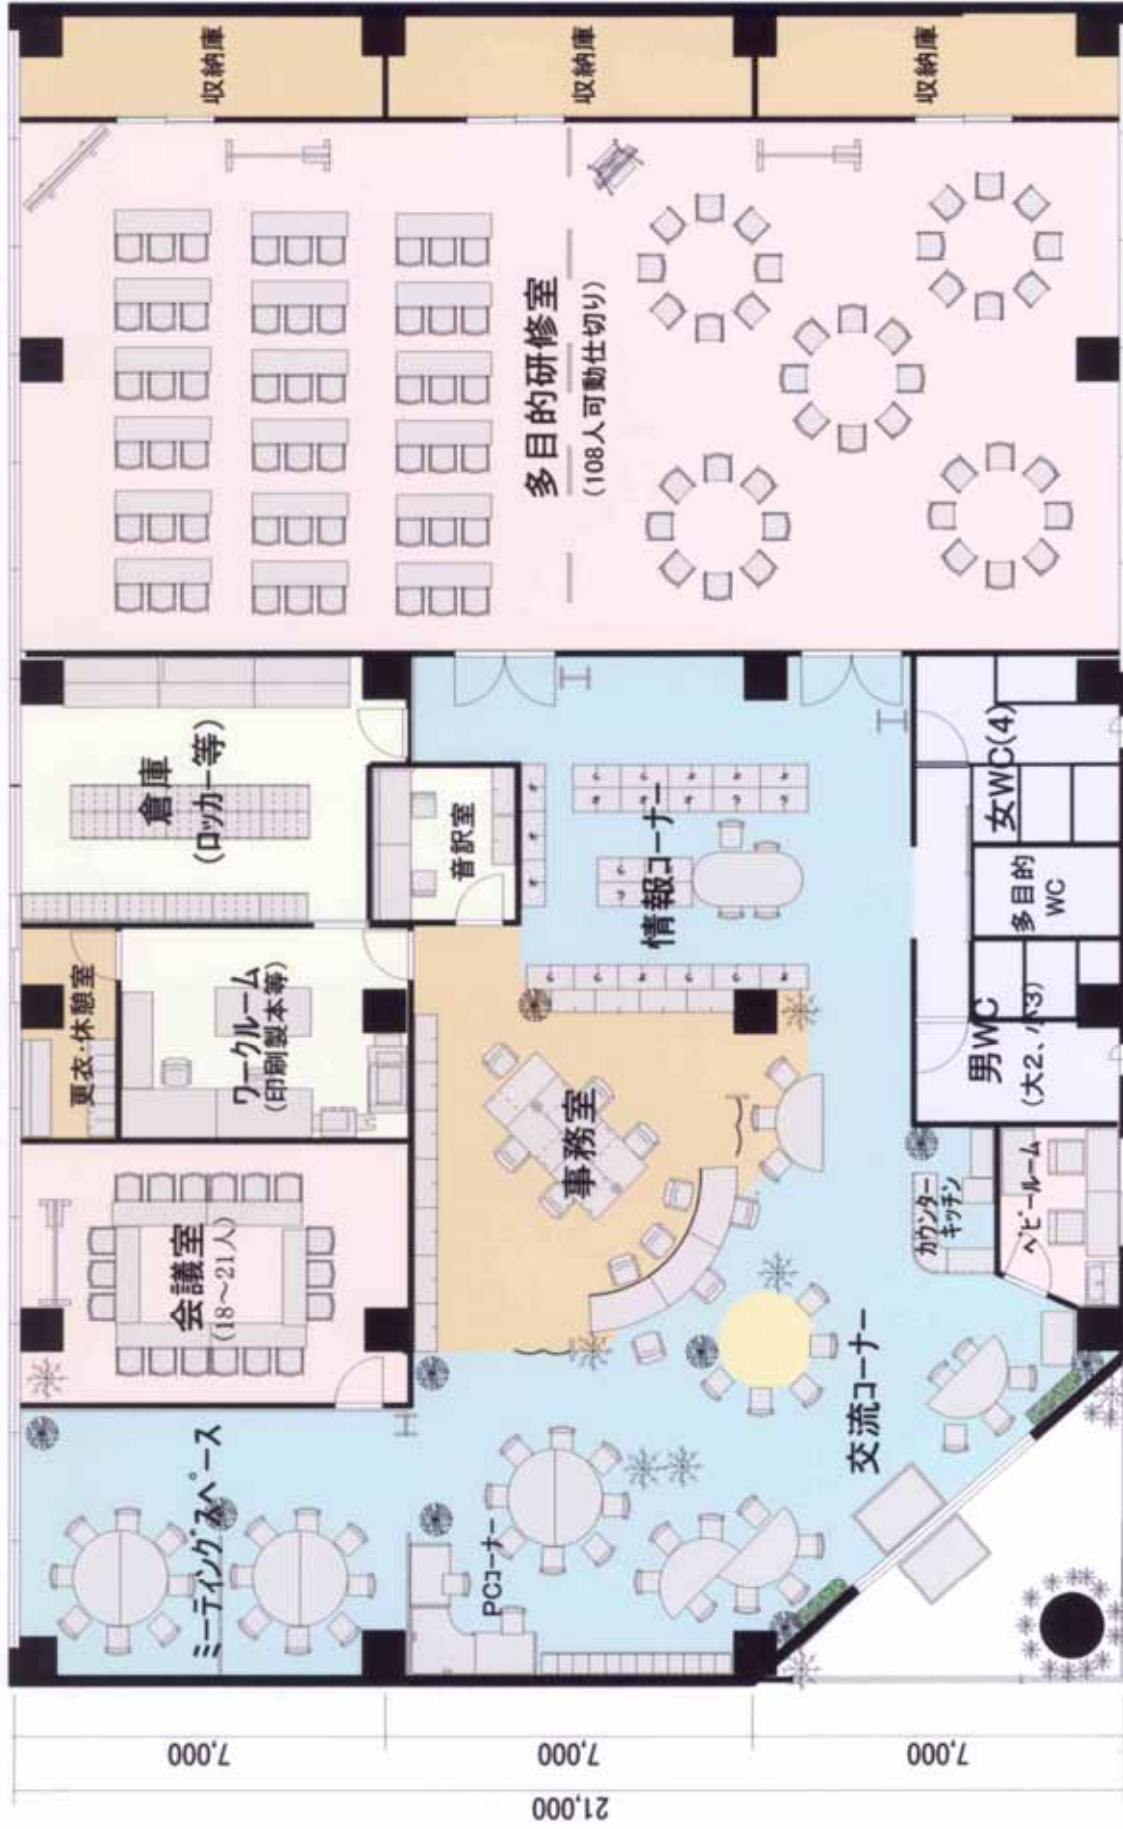 収納庫
収納庫
収納庫
多目的研修室
(108人可動仕切り)
倉庫
(ロッカー等)
音訳室
情報コーナー
女WC(4)
多目的
WC
男WC
(大2、小3)
更衣・休憩室
ワークルーム
(印刷製本等)
事務室
会議室
(18～21人)
カウンター
キッチン
ベビールーム
交流コーナー
ミーティングスペース
PCコーナー
7,000
7,000
7,000
21,000